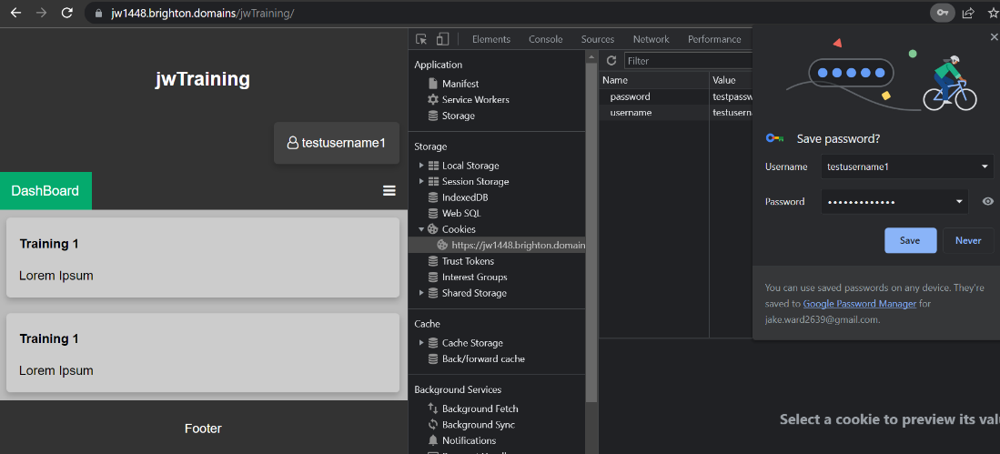 jw1448.brighton.domains/jwTraining/
jwTraining
testusername1
DashBoard
Training 1
Lorem Ipsum
Training 1
Lorem Ipsum
Footer
Elements Console Sources Network Performance
Application
Manifest
Service Workers
Storage
Storage
Local Storage
Session Storage
IndexedDB
Web SQL
Cookies
https://jw1448.brighton.domain
Trust Tokens
Interest Groups
Shared Storage
Cache
Cache Storage
Back/forward cache
Background Services
Background Fetch
Background Sync
Notifications
Filter
Name Value
password testpassw
username testusern
Select a cookie to preview its val
Save password?
Username testusername1
Password •••••••••••••
Save Never
You can use saved passwords on any device. They're
saved to Google Password Manager for
jake.ward2639@gmail.com.